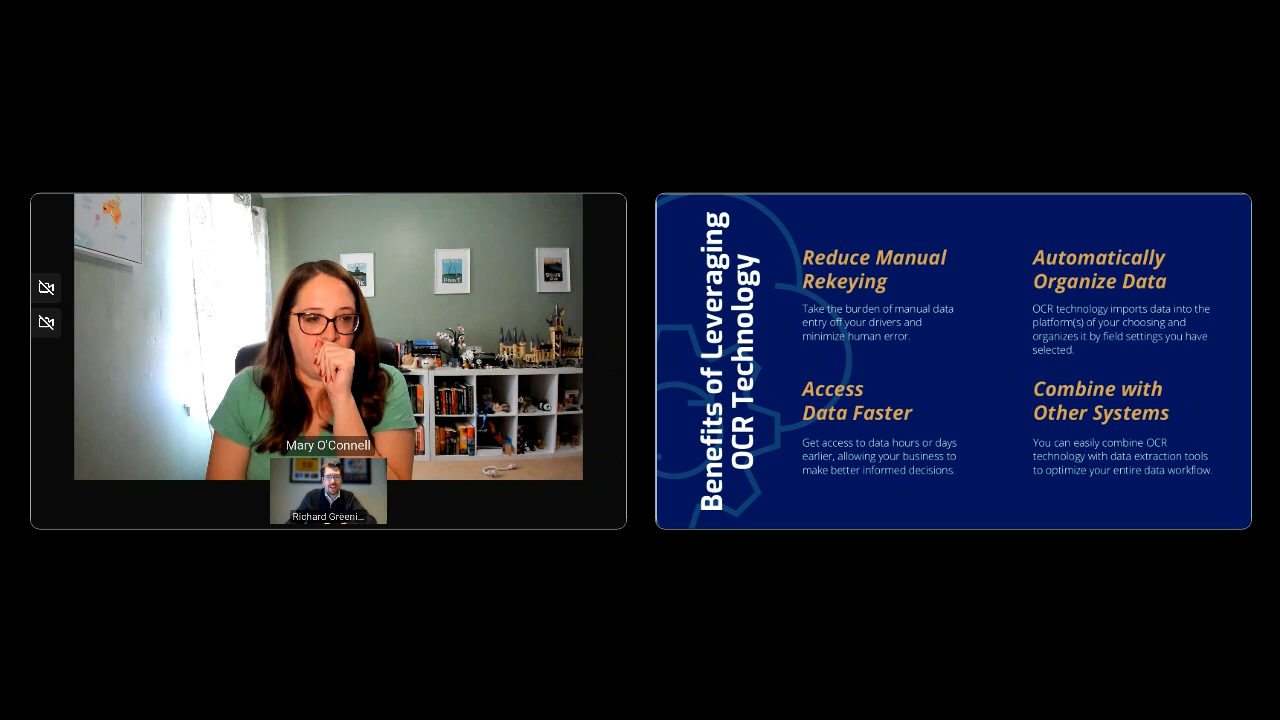 Mary O'Connell
Richard Greeni...
Benefits of Leveraging
OCR Technology
Reduce Manual
Rekeying
Take the burden of manual data
entry off your drivers and
minimize human error.
Automatically
Organize Data
OCR technology imports data into the
platform(s) of your choosing and
organizes it by field settings you have
selected.
Access
Data Faster
Get access to data hours or days
earlier, allowing your business to
make better informed decisions.
Combine with
Other Systems
You can easily combine OCR
technology with data extraction tools
to optimize your entire data workflow.